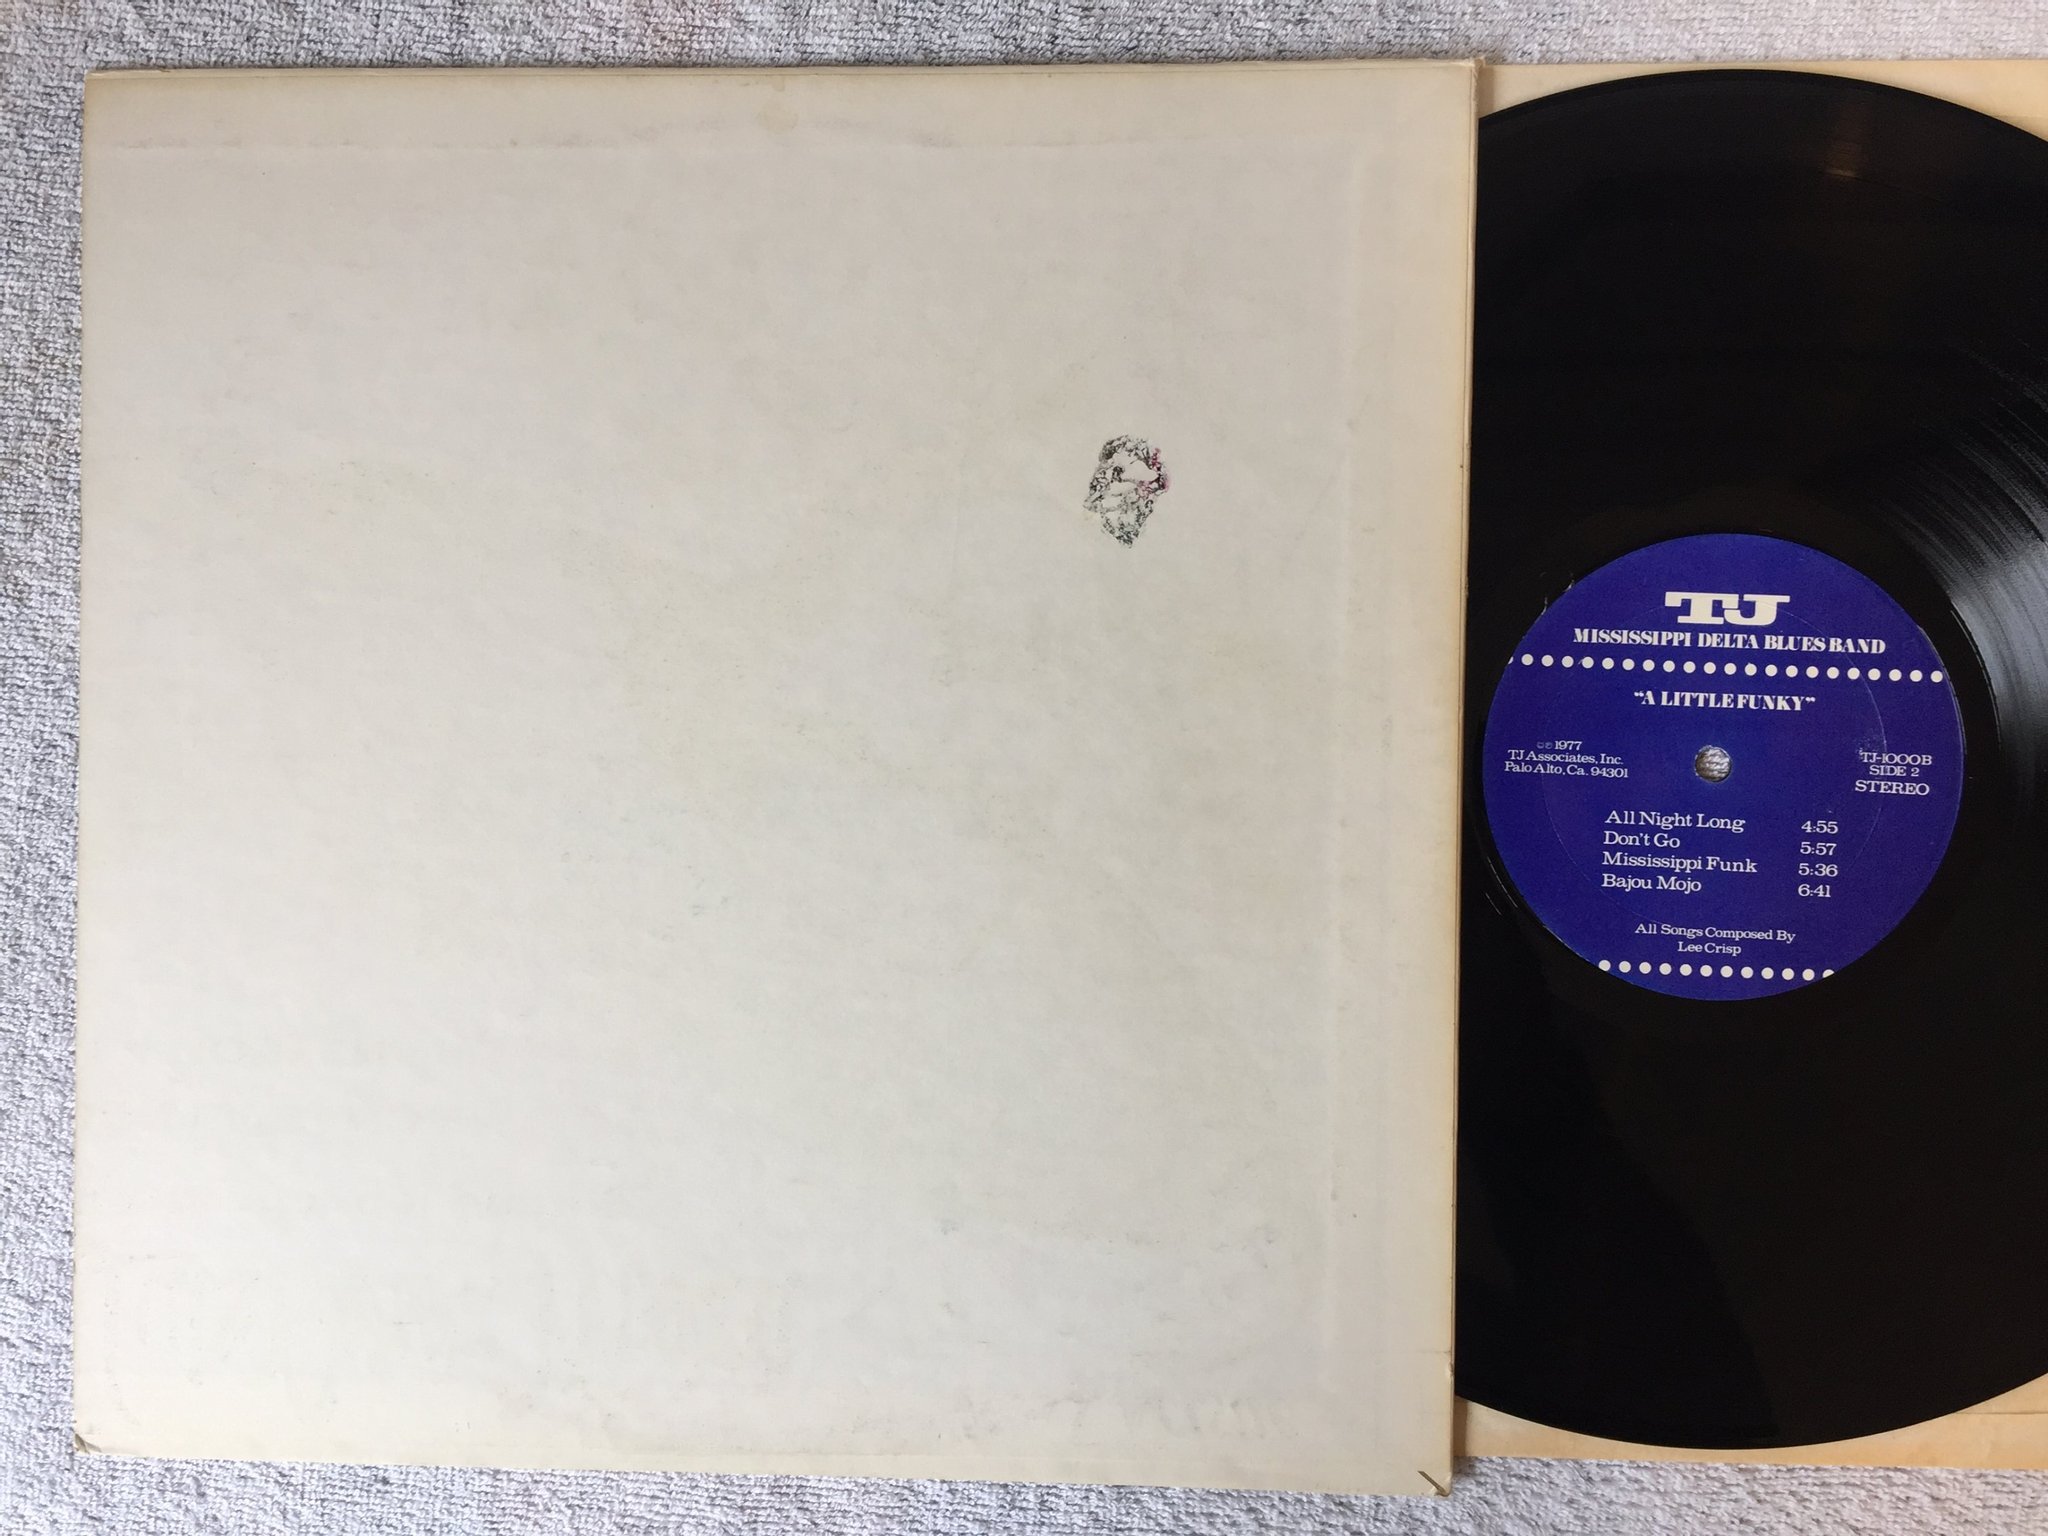 TJ
MISSISSIPPI DELTA BLUES BAND
"A LITTLE FUNKY"
©℗ 1977
TJ Associates, Inc.
Palo Alto, Ca. 94301
TJ-1000B
SIDE 2
STEREO
All Night Long 4:55
Don't Go 5:57
Mississippi Funk 5:36
Bajou Mojo 6:41
All Songs Composed By
Lee Crisp